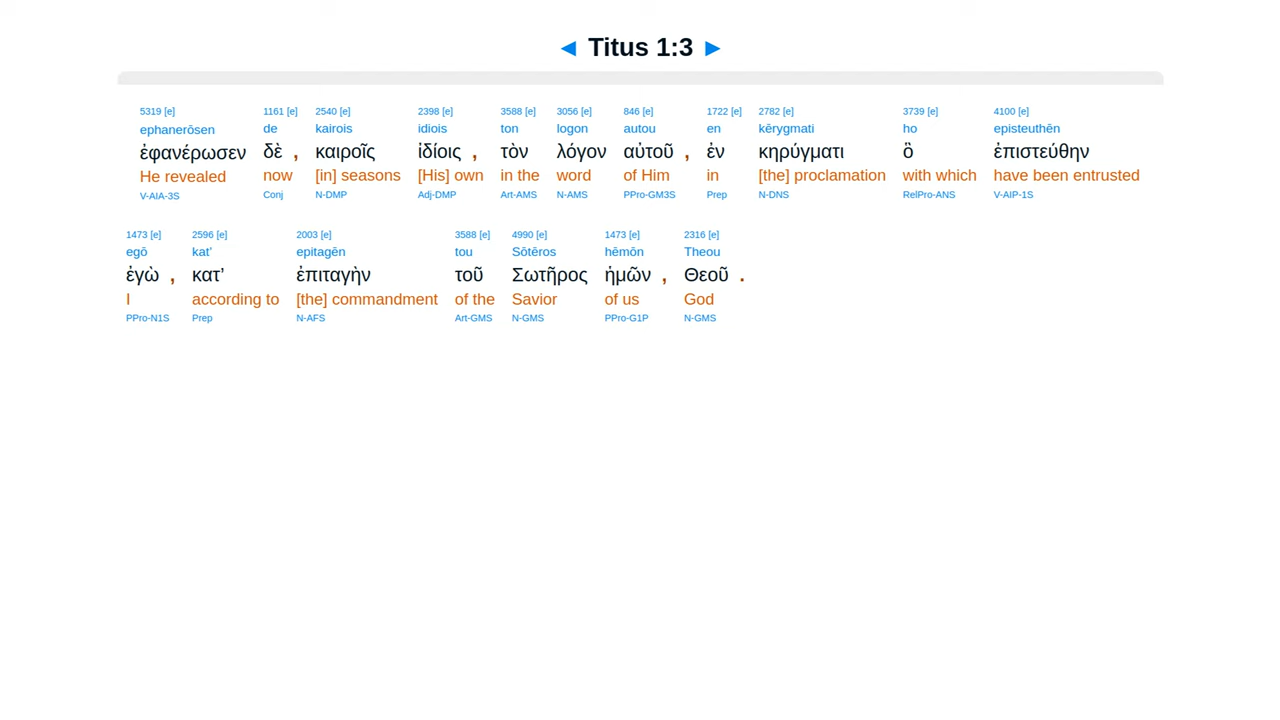 ◄ Titus 1:3 ►
5319 [e] 1161 [e] 2540 [e] 2398 [e] 3588 [e] 3056 [e] 846 [e] 1722 [e] 2782 [e] 3739 [e] 4100 [e]
ephanerōsen de kairois idiois ton logon autou en kērygmati ho episteuthēn
ἐφανέρωσεν δὲ , καιροῖς ἰδίοις , τὸν λόγον αὐτοῦ , ἐν κηρύγματι ὃ ἐπιστεύθην
He revealed now [in] seasons [His] own in the word of Him in [the] proclamation with which have been entrusted
V-AIA-3S Conj N-DMP Adj-DMP Art-AMS N-AMS PPro-GM3S Prep N-DNS RelPro-ANS V-AIP-1S
1473 [e] 2596 [e] 2003 [e] 3588 [e] 4990 [e] 1473 [e] 2316 [e]
egō kat’ epitagēn tou Sōtēros hēmōn Theou
ἐγὼ , κατ’ ἐπιταγὴν τοῦ Σωτῆρος ἡμῶν , Θεοῦ .
I according to [the] commandment of the Savior of us God
PPro-N1S Prep N-AFS Art-GMS N-GMS PPro-G1P N-GMS